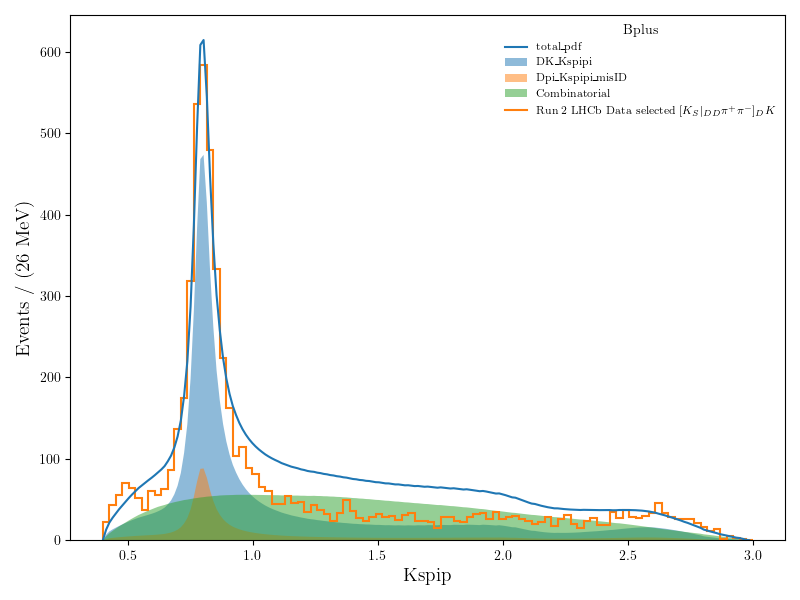 Bplus
total_pdf
DK_Kspipi
Dpi_Kspipi_misID
Combinatorial
Run 2 LHCb Data selected $[K_S|_{DD}\pi^+\pi^-]_D K$
Events / (26 MeV)
600
500
400
300
200
100
0
0.5 1.0 1.5 2.0 2.5 3.0
Kspip